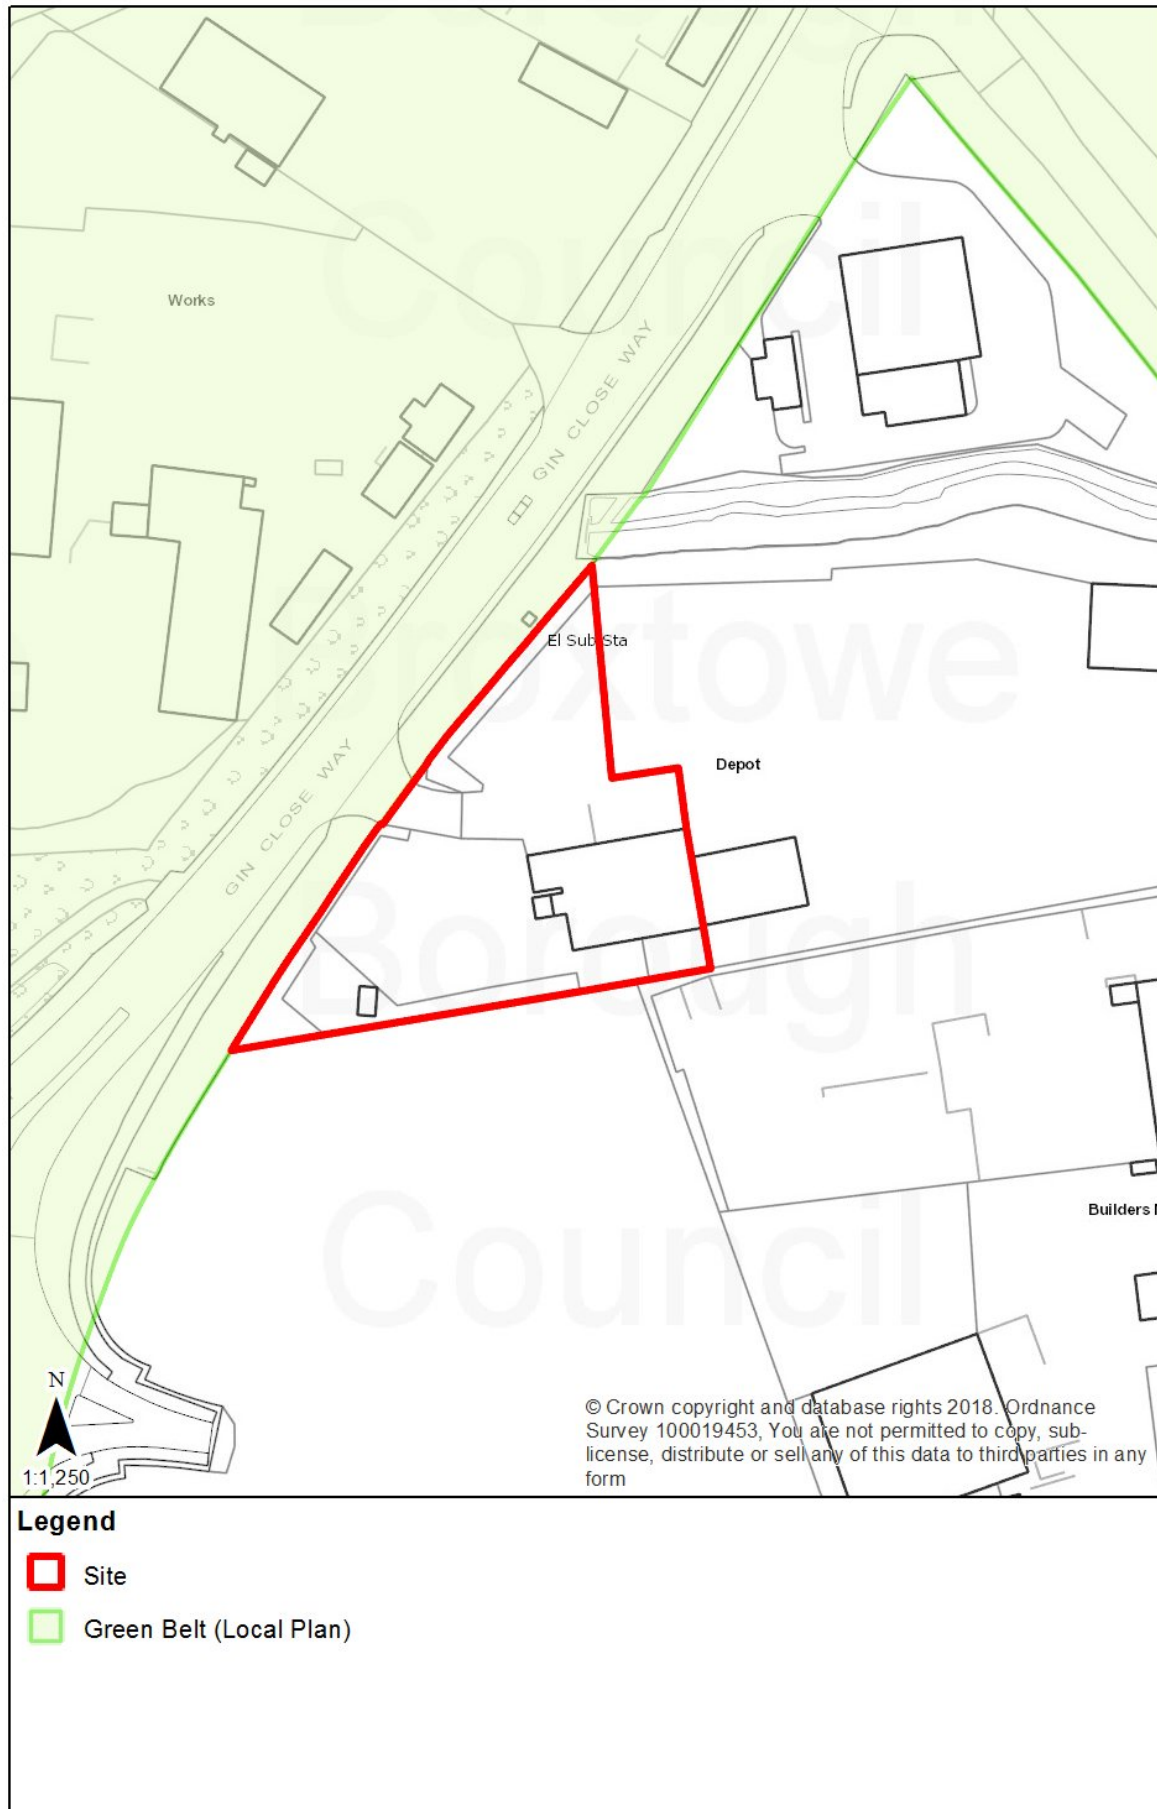 Borough
Council
Works
GIN CLOSE WAY
El Sub Sta
Broxtowe
Depot
GIN CLOSE WAY
Borough
Council
Builders
N
1:1,250
© Crown copyright and database rights 2018. Ordnance
Survey 100019453, You are not permitted to copy, sub-
license, distribute or sell any of this data to third parties in any
form
Legend
Site
Green Belt (Local Plan)